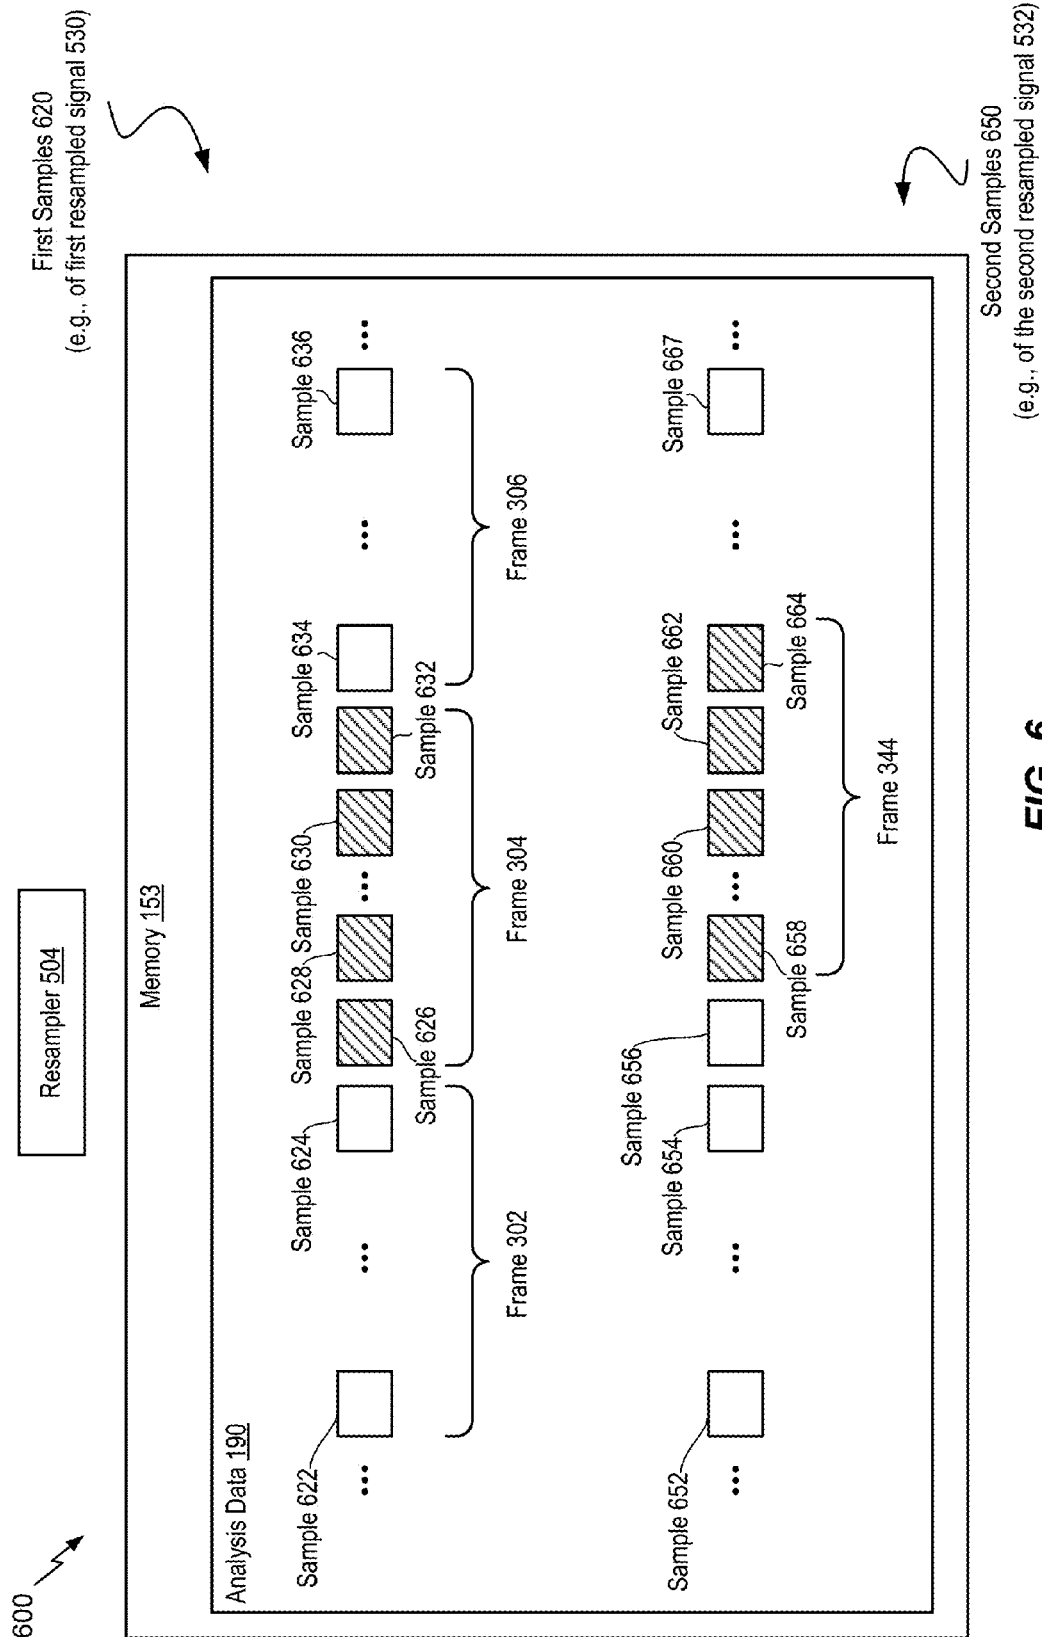 600
Resampler 504
First Samples 620
(e.g., of first resampled signal 530)
Memory 153
Analysis Data 190
Sample 622
Sample 624
Sample 628
Sample 630
Sample 634
Sample 636
...
...
...
...
...
Sample 626
Sample 632
Frame 302
Frame 304
Frame 306
Sample 656
Sample 652
Sample 654
Sample 660
Sample 662
Sample 667
...
...
...
...
...
Sample 658
Sample 664
Frame 344
Second Samples 650
(e.g., of the second resampled signal 532)
FIG. 6